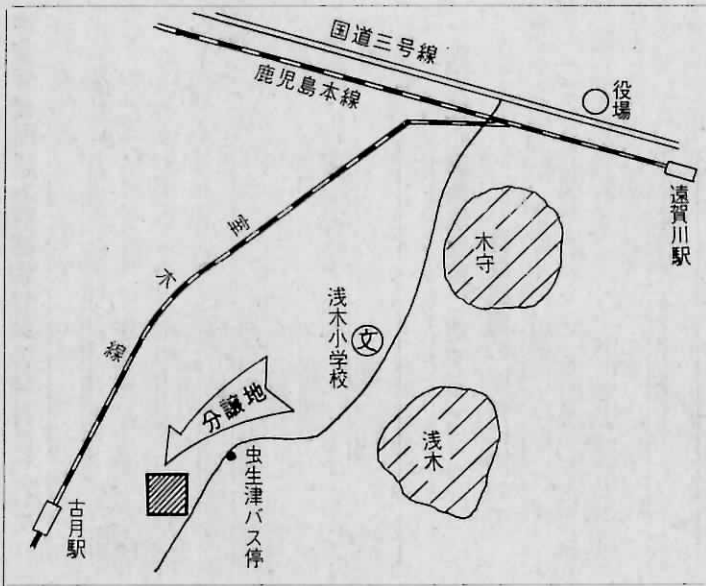 国道三号線
鹿児島本線
役場
遠賀川駅
木守
室木線
浅木小学校
文
分譲地
浅木
虫生津バス停
古月駅